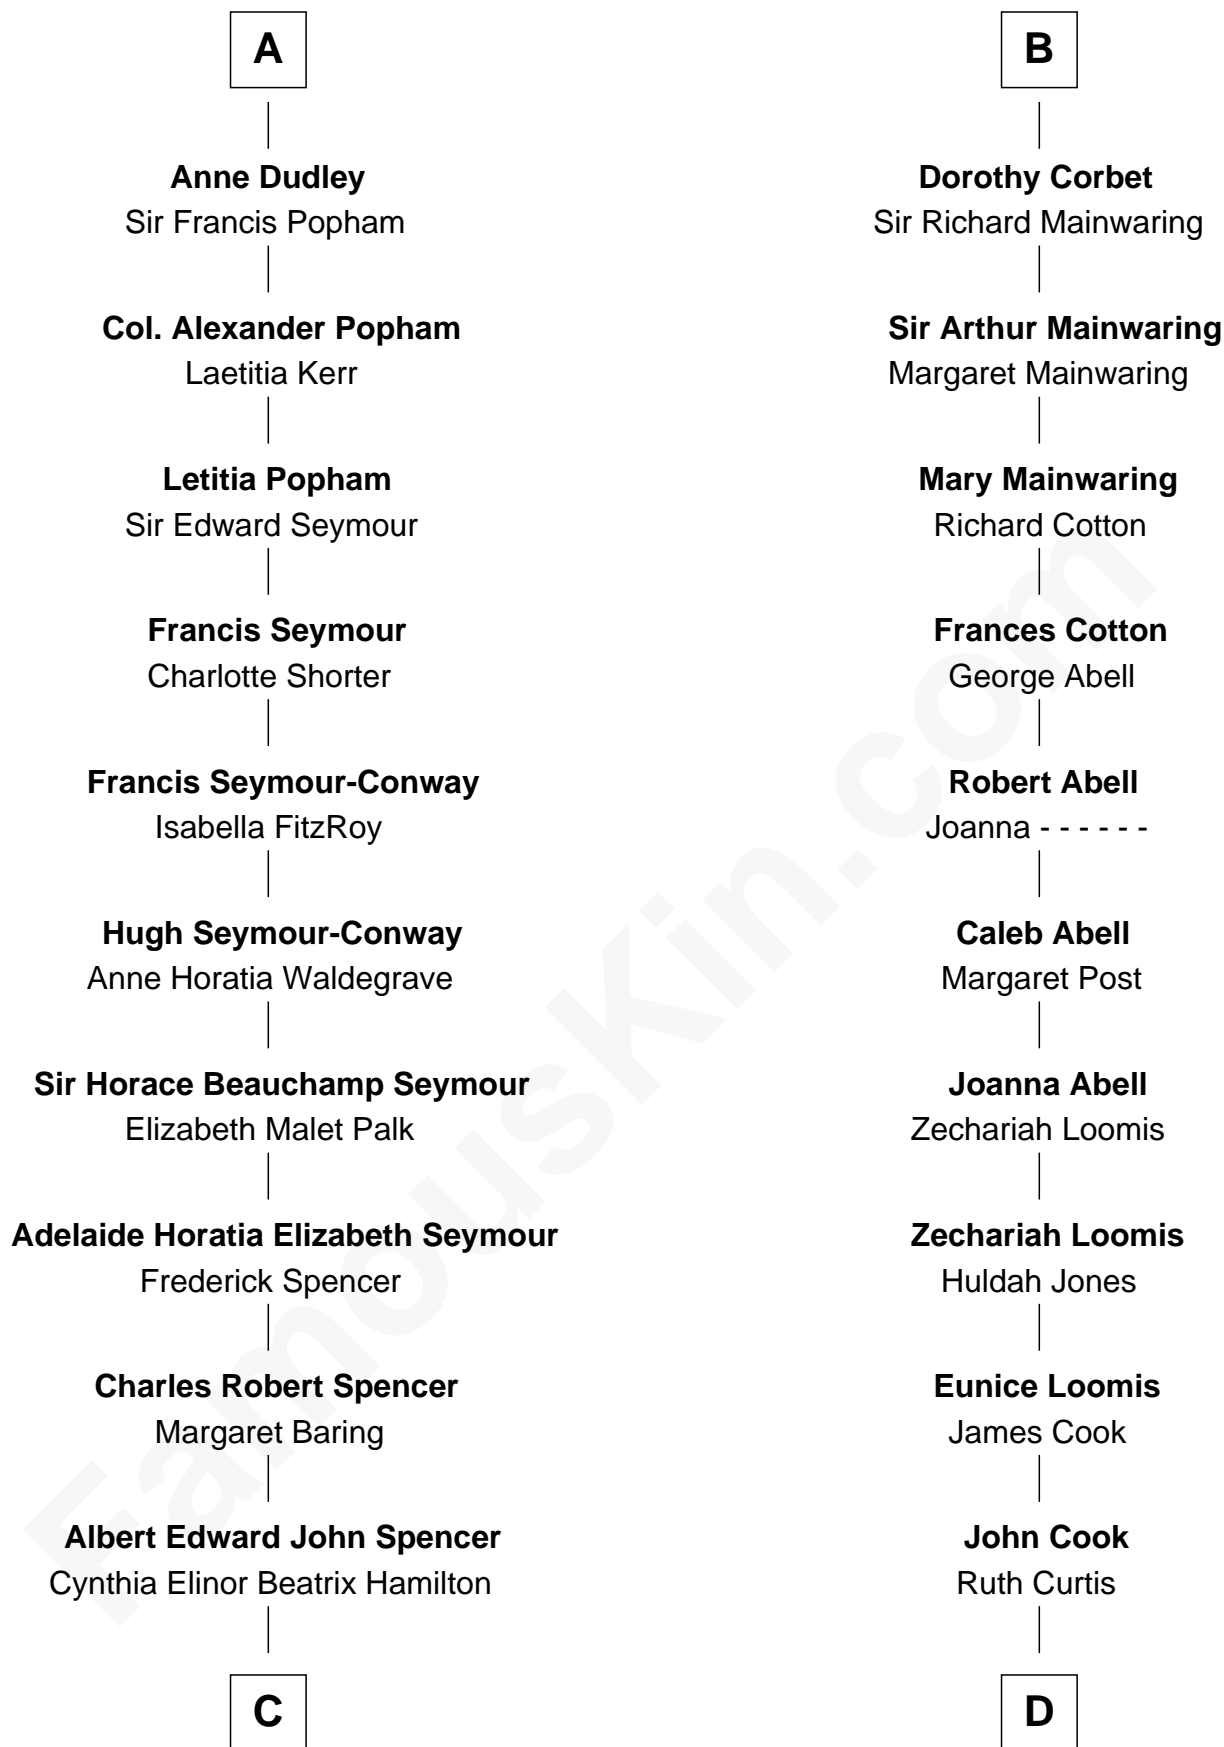 A
Anne Dudley
Sir Francis Popham
Col. Alexander Popham
Laetitia Kerr
Letitia Popham
Sir Edward Seymour
Francis Seymour
Charlotte Shorter
Francis Seymour-Conway
Isabella FitzRoy
Hugh Seymour-Conway
Anne Horatia Waldegrave
Sir Horace Beauchamp Seymour
Elizabeth Malet Palk
Adelaide Horatia Elizabeth Seymour
Frederick Spencer
Charles Robert Spencer
Margaret Baring
Albert Edward John Spencer
Cynthia Elinor Beatrix Hamilton
C
B
Dorothy Corbet
Sir Richard Mainwaring
Sir Arthur Mainwaring
Margaret Mainwaring
Mary Mainwaring
Richard Cotton
Frances Cotton
George Abell
Robert Abell
Joanna - - - - - -
Caleb Abell
Margaret Post
Joanna Abell
Zechariah Loomis
Zechariah Loomis
Huldah Jones
Eunice Loomis
James Cook
John Cook
Ruth Curtis
D
FamousKin.com